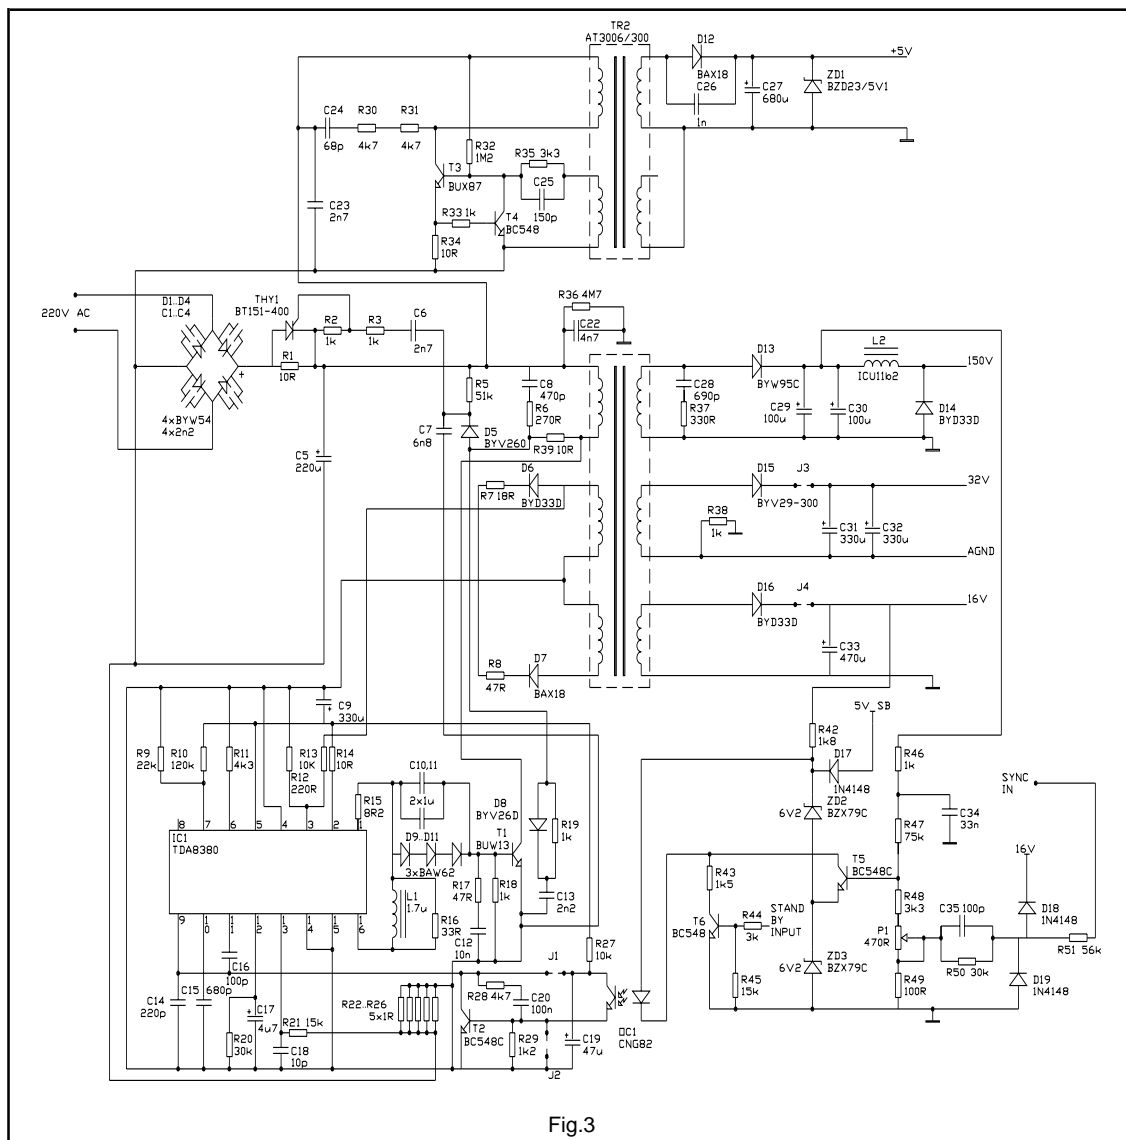 TR2
AT3006/300
D12
BAX18
C26
1n
+5V
C27
680u
ZD1
BZD23/5V1
C24
68p
R30
4k7
R31
4k7
R32
1M2
R35 3k3
C25
150p
T3
BUX87
C23
2n7
R33 1k
T4
BC548
R34
10R
220V AC
D1..D4
C1..C4
THY1
BT151-400
R2
1k
R3
1k
C6
2n7
R36 4M7
C22
4n7
R1
10R
+
4xBYW54
4x2n2
R5
51k
C8
470p
R6
270R
C7
6n8
D5
BYV260
R39 10R
C5
220u
D6
BYD33D
R7 18R
R8
47R
D7
BAX18
D13
BYW95C
L2
ICU11b2
150V
C28
690p
R37
330R
C29
100u
C30
100u
D14
BYD33D
D15
BYV29-300
J3
32V
R38
1k
C31
330u
C32
330u
AGND
D16
BYD33D
J4
16V
C33
470u
C9
330u
R9
22k
R10
120k
R11
4k3
R13
10K
R12
220R
R14
10R
R15
8R2
C10,11
2x1u
D8
BYV26D
T1
BUW13
R19
1k
8 7 6 5 4 3 2 1
IC1
TDA8380
9 10 11 12 13 14 15 16
D9..D11
3xBAW62
L1
1.7u
R16
33R
R17
47R
R18
1k
C12
10n
C13
2n2
R27
10k
C14
220p
C15
680p
C16
100p
C17
4u7
R20
30k
R21 15k
C18
10p
R22..R26
5x1R
T2
BC548C
R28 4k7
C20
100n
R29
1k2
J1
J2
C19
47u
OC1
CNG82
5V SB
R42
1k8
D17
1N4148
6V2
ZD2
BZX79C
R43
1k5
T5
BC548C
T6
BC548
R44
3k
STAND
BY
INPUT
R45
15k
6V2
ZD3
BZX79C
R46
1k
C34
33n
R47
75k
R48
3k3
P1
470R
R49
100R
C35 100p
R50 30k
SYNC
IN
16V
D18
1N4148
D19
1N4148
R51 56k
Fig.3